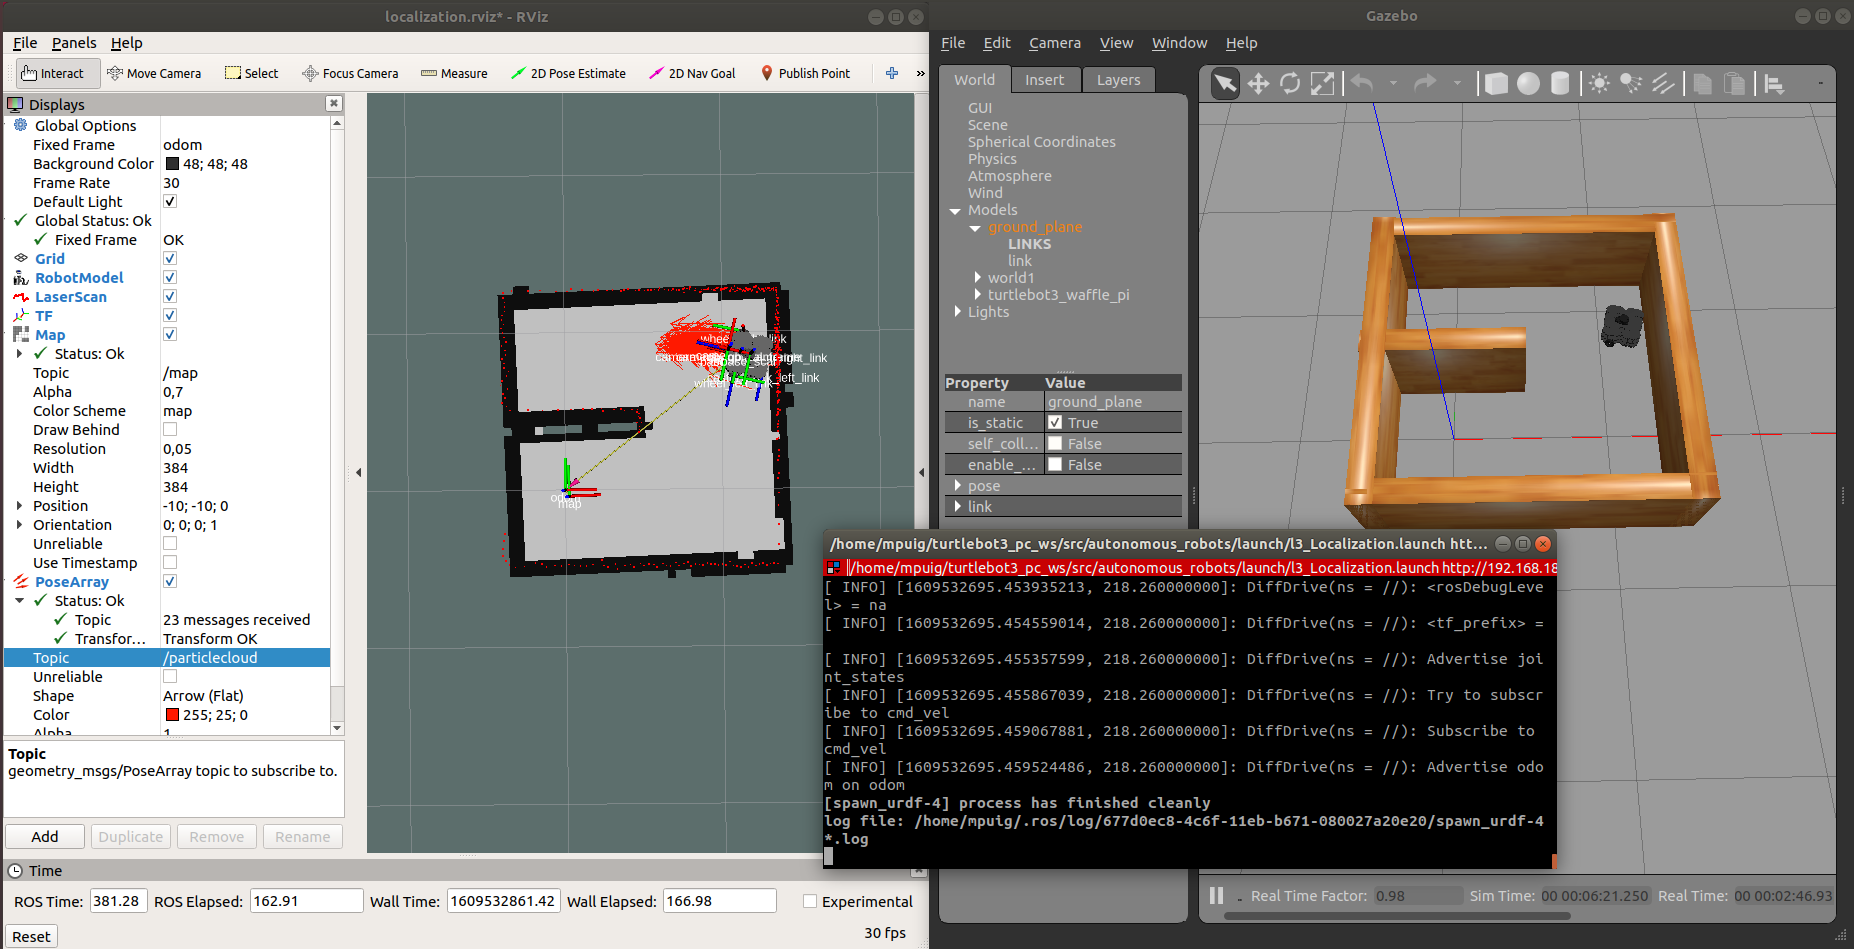 localization.rviz* - RViz
File Panels Help
Interact Move Camera Select Focus Camera Measure 2D Pose Estimate 2D Nav Goal Publish Point »
Displays
Global Options
Fixed Frame odom
Background Color 48; 48; 48
Frame Rate 30
Default Light
Global Status: Ok
Fixed Frame OK
Grid
RobotModel
LaserScan
TF
Map
Status: Ok
Topic /map
Alpha 0,7
Color Scheme map
Draw Behind
Resolution 0,05
Width 384
Height 384
Position -10; -10; 0
Orientation 0; 0; 0; 1
Unreliable
Use Timestamp
PoseArray
Status: Ok
Topic 23 messages received
Transfor... Transform OK
Topic /particlecloud
Unreliable
Shape Arrow (Flat)
Color 255; 25; 0
Alpha 1
Topic
geometry_msgs/PoseArray topic to subscribe to.
Add Duplicate Remove Rename
odom
map
Time
ROS Time: 381.28 ROS Elapsed: 162.91 Wall Time: 1609532861.42 Wall Elapsed: 166.98 Experimental
Reset 30 fps
Gazebo
File Edit Camera View Window Help
World Insert Layers
GUI
Scene
Spherical Coordinates
Physics
Atmosphere
Wind
Models
ground_plane
LINKS
link
world1
turtlebot3_waffle_pi
Lights
Property Value
name ground_plane
is_static True
self_coll... False
enable_... False
pose
link
/home/mpuig/turtlebot3_pc_ws/src/autonomous_robots/launch/l3_Localization.launch htt...
/home/mpuig/turtlebot3_pc_ws/src/autonomous_robots/launch/l3_Localization.launch http://192.168.18
[ INFO] [1609532695.453935213, 218.260000000]: DiffDrive(ns = //): <rosDebugLeve
l> = na
[ INFO] [1609532695.454559014, 218.260000000]: DiffDrive(ns = //): <tf_prefix> =
[ INFO] [1609532695.455357599, 218.260000000]: DiffDrive(ns = //): Advertise joi
nt_states
[ INFO] [1609532695.455867039, 218.260000000]: DiffDrive(ns = //): Try to subscr
ibe to cmd_vel
[ INFO] [1609532695.459067881, 218.260000000]: DiffDrive(ns = //): Subscribe to
cmd_vel
[ INFO] [1609532695.459524486, 218.260000000]: DiffDrive(ns = //): Advertise odo
m on odom
[spawn_urdf-4] process has finished cleanly
log file: /home/mpuig/.ros/log/677d0ec8-4c6f-11eb-b671-080027a20e20/spawn_urdf-4
*.log
Real Time Factor: 0.98 Sim Time: 00 00:06:21.250 Real Time: 00 00:02:46.93